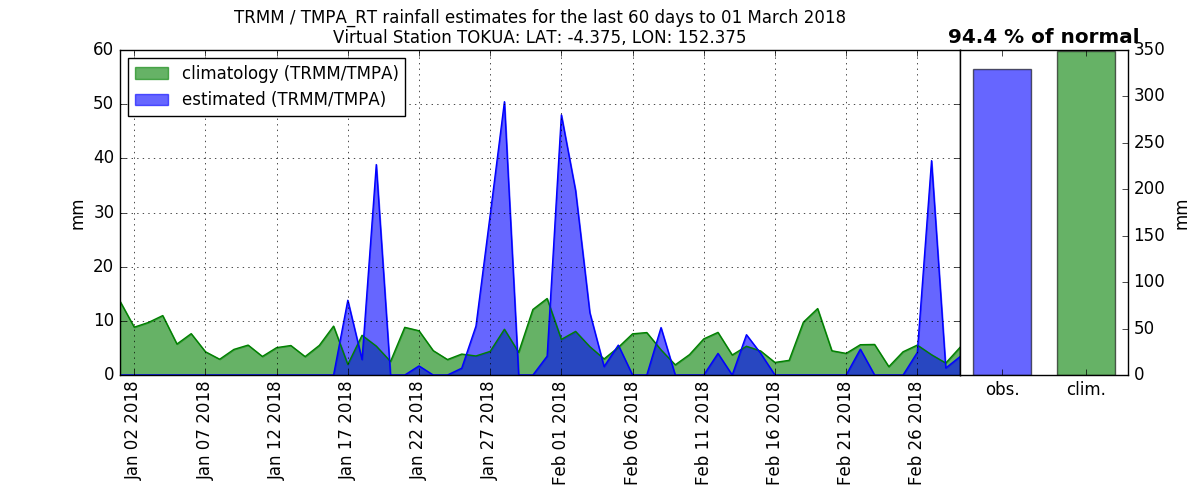 TRMM / TMPA_RT rainfall estimates for the last 60 days to 01 March 2018
Virtual Station TOKUA: LAT: -4.375, LON: 152.375
94.4 % of normal
climatology (TRMM/TMPA)
estimated (TRMM/TMPA)
60
50
40
30
20
10
0
mm
Jan 02 2018
Jan 07 2018
Jan 12 2018
Jan 17 2018
Jan 22 2018
Jan 27 2018
Feb 01 2018
Feb 06 2018
Feb 11 2018
Feb 16 2018
Feb 21 2018
Feb 26 2018
obs.
clim.
350
300
250
200
150
100
50
0
mm